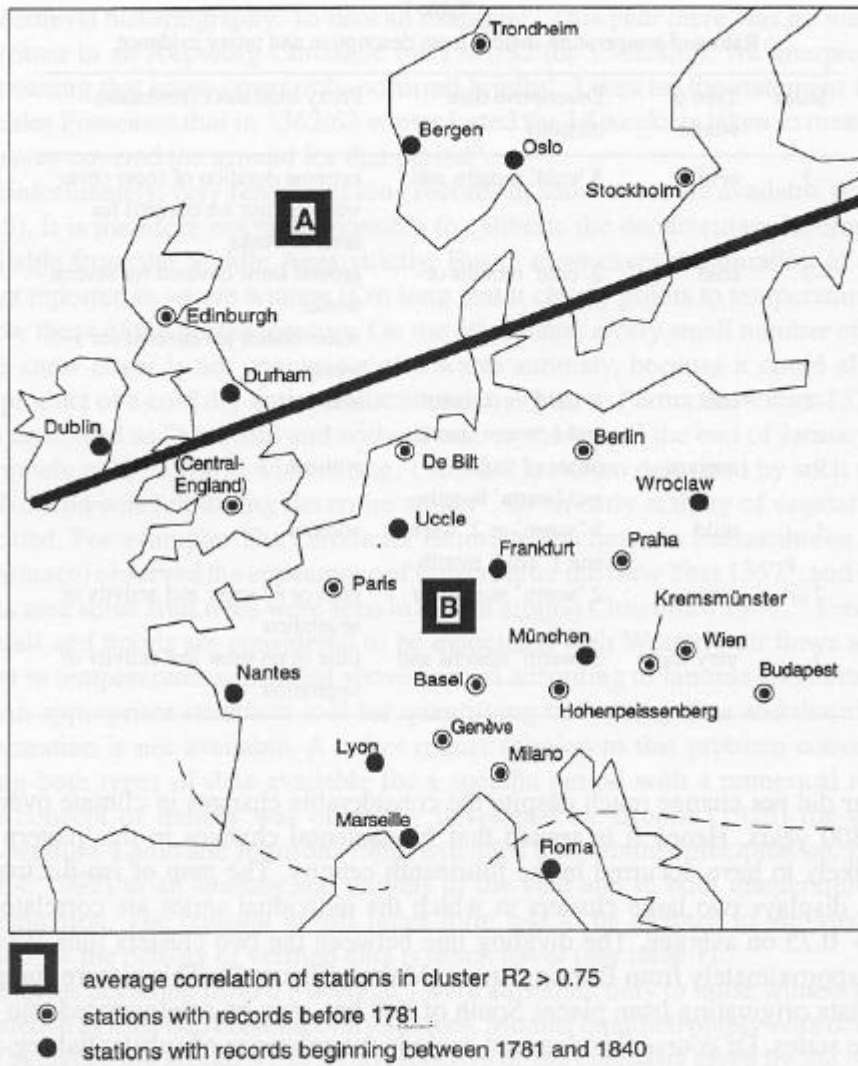 Trondheim
Bergen
Oslo
Stockholm
A
Edinburgh
Durham
Dublin
(Central-
England)
De Bilt
Berlin
Wroclaw
Uccle
Frankfurt
Praha
Paris
B
Kremsmünster
München
Wien
Nantes
Basel
Budapest
Hohenpeissenberg
Genève
Lyon
Milano
Marseille
Roma
average correlation of stations in cluster R2 > 0.75
stations with records before 1781
stations with records beginning between 1781 and 1840